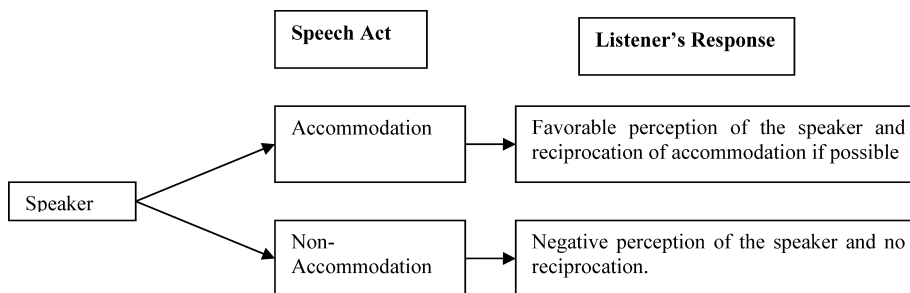 Speech Act
Listener's Response
Accommodation
Favorable perception of the speaker and
reciprocation of accommodation if possible
Speaker
Non-
Accommodation
Negative perception of the speaker and no
reciprocation.